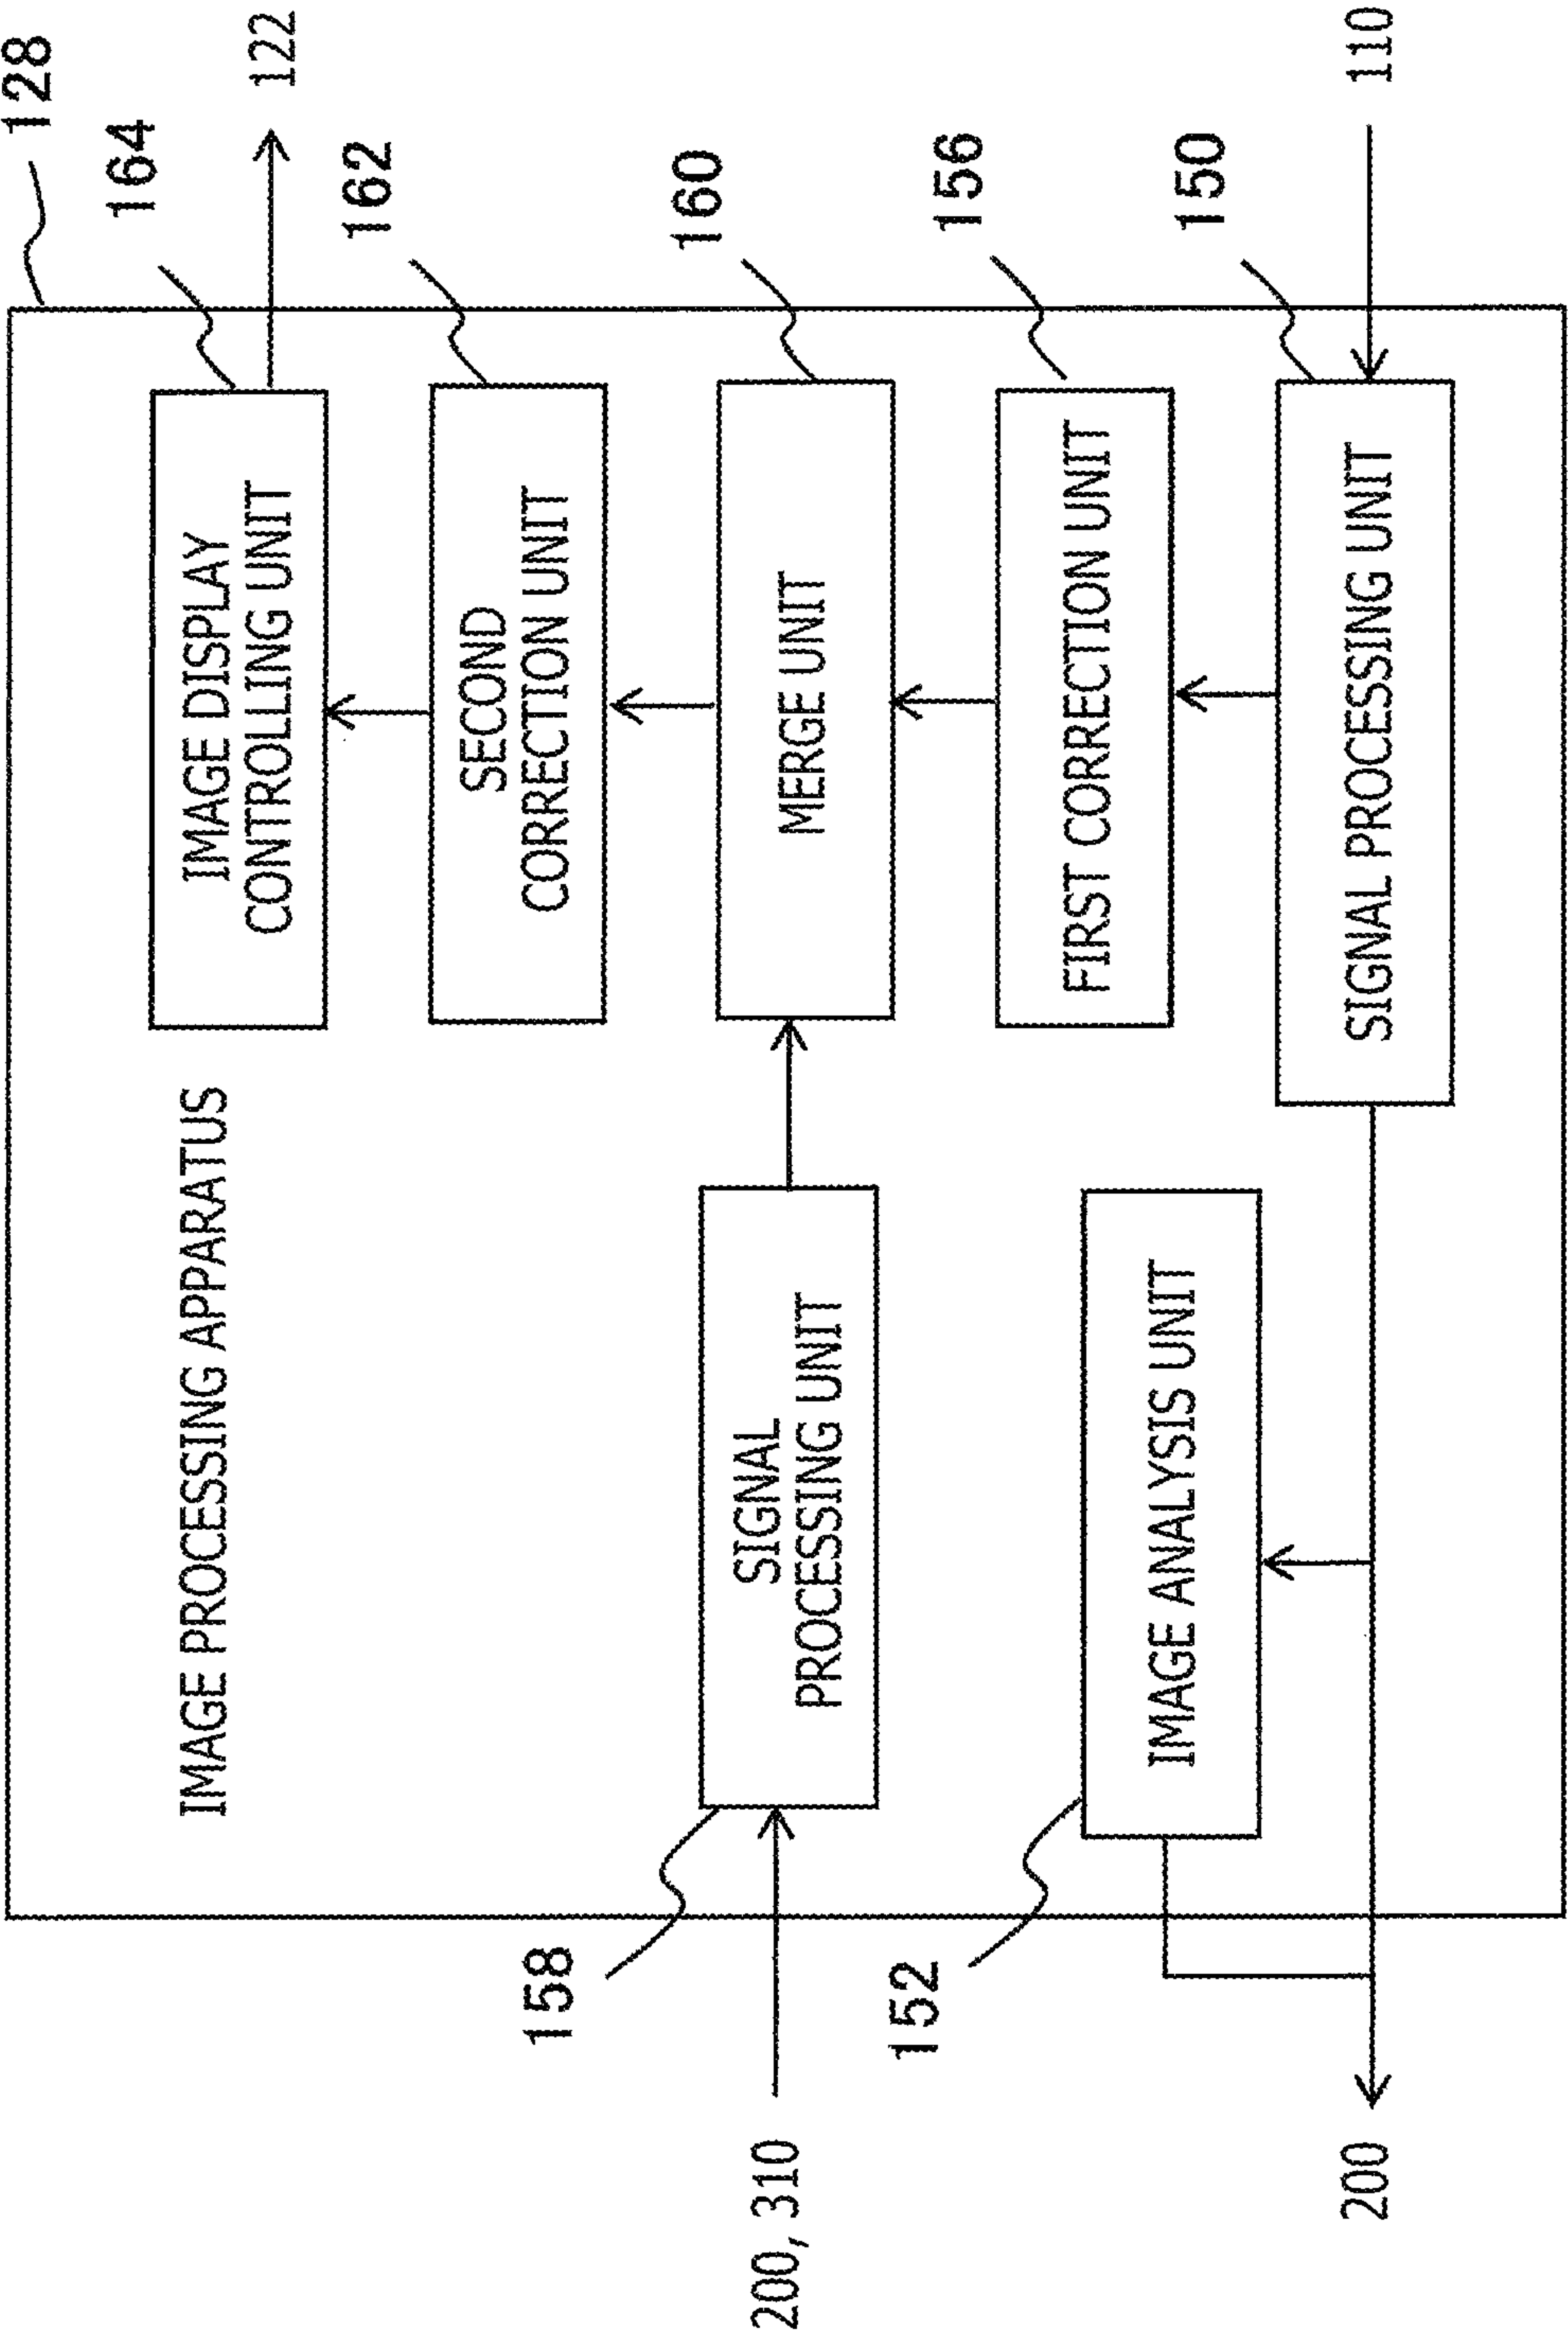 128
IMAGE PROCESSING APPARATUS
IMAGE DISPLAY
CONTROLLING UNIT
164
122
SECOND
CORRECTION UNIT
162
200, 310
158
SIGNAL
PROCESSING UNIT
MERGE UNIT
160
152
IMAGE ANALYSIS UNIT
FIRST CORRECTION UNIT
156
200
SIGNAL PROCESSING UNIT
150
110